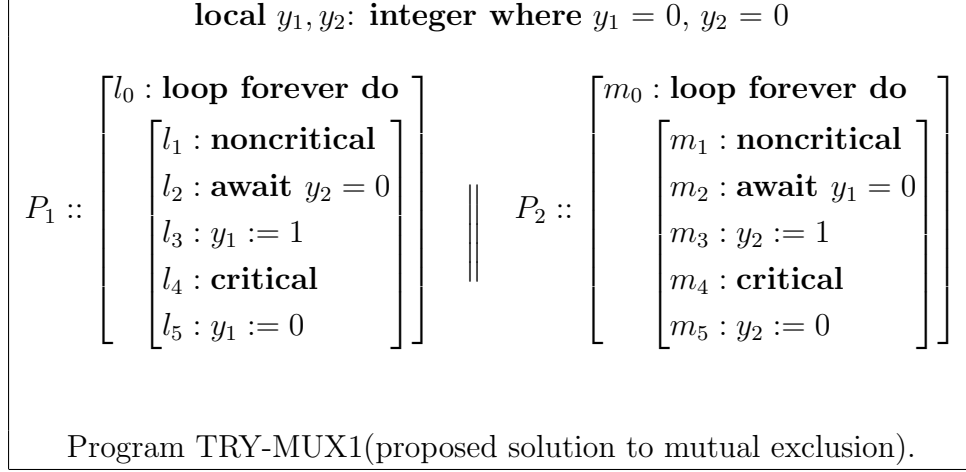 local y₁, y₂: integer where y₁ = 0, y₂ = 0
P₁ ::
l₀ : loop forever do
l₁ : noncritical
l₂ : await y₂ = 0
l₃ : y₁ := 1
l₄ : critical
l₅ : y₁ := 0
||
P₂ ::
m₀ : loop forever do
m₁ : noncritical
m₂ : await y₁ = 0
m₃ : y₂ := 1
m₄ : critical
m₅ : y₂ := 0
Program TRY-MUX1(proposed solution to mutual exclusion).